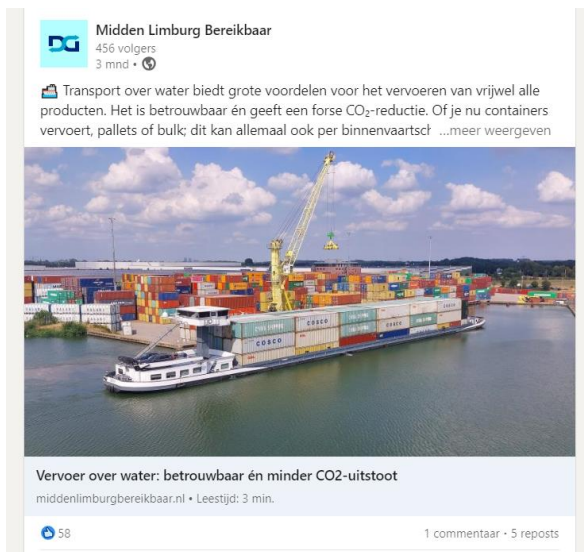 Midden Limburg Bereikbaar
456 volgers
3 mnd •
Transport over water biedt grote voordelen voor het vervoeren van vrijwel alle
producten. Het is betrouwbaar én geeft een forse CO₂-reductie. Of je nu containers
vervoert, pallets of bulk; dit kan allemaal ook per binnenvaartsch ...meer weergeven
COSCO
COSCO
COSCO
Vervoer over water: betrouwbaar én minder CO2-uitstoot
middenlimburgbereikbaar.nl • Leestijd: 3 min.
58
1 commentaar • 5 reposts